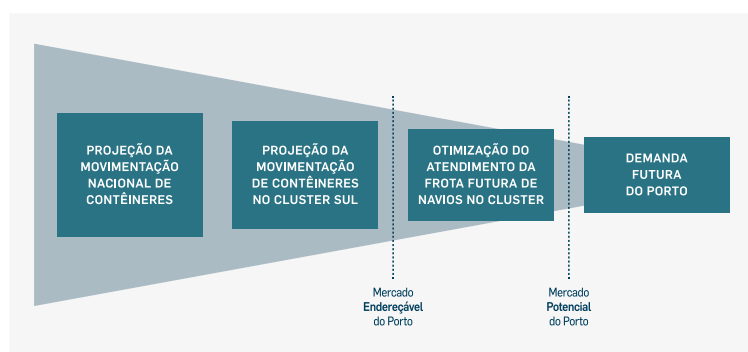 PROJEÇÃO DA
MOVIMENTAÇÃO
NACIONAL DE
CONTÊINERES
PROJEÇÃO DA
MOVIMENTAÇÃO
DE CONTÊINERES
NO CLUSTER SUL
OTIMIZAÇÃO DO
ATENDIMENTO DA
FROTA FUTURA DE
NAVIOS NO CLUSTER
DEMANDA
FUTURA
DO PORTO
Mercado
Endereçável
do Porto
Mercado
Potencial
do Porto